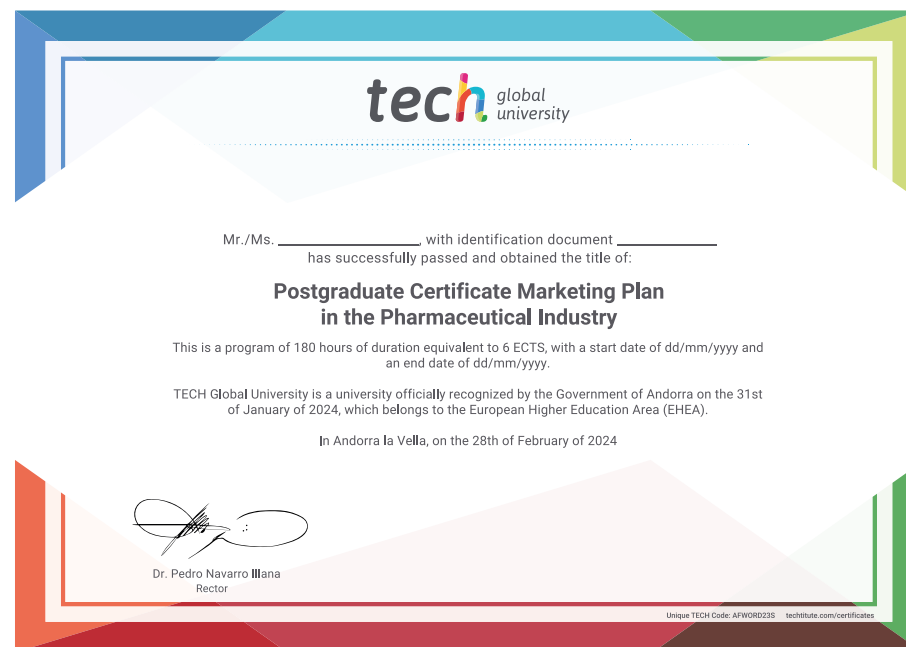 tech global university
Mr./Ms. ____________________, with identification document ______________
has successfully passed and obtained the title of:
Postgraduate Certificate Marketing Plan
in the Pharmaceutical Industry
This is a program of 180 hours of duration equivalent to 6 ECTS, with a start date of dd/mm/yyyy and
an end date of dd/mm/yyyy.
TECH Global University is a university officially recognized by the Government of Andorra on the 31st
of January of 2024, which belongs to the European Higher Education Area (EHEA).
In Andorra la Vella, on the 28th of February of 2024
Dr. Pedro Navarro Illana
Rector
Unique TECH Code: AFWORD23S techtitute.com/certificates